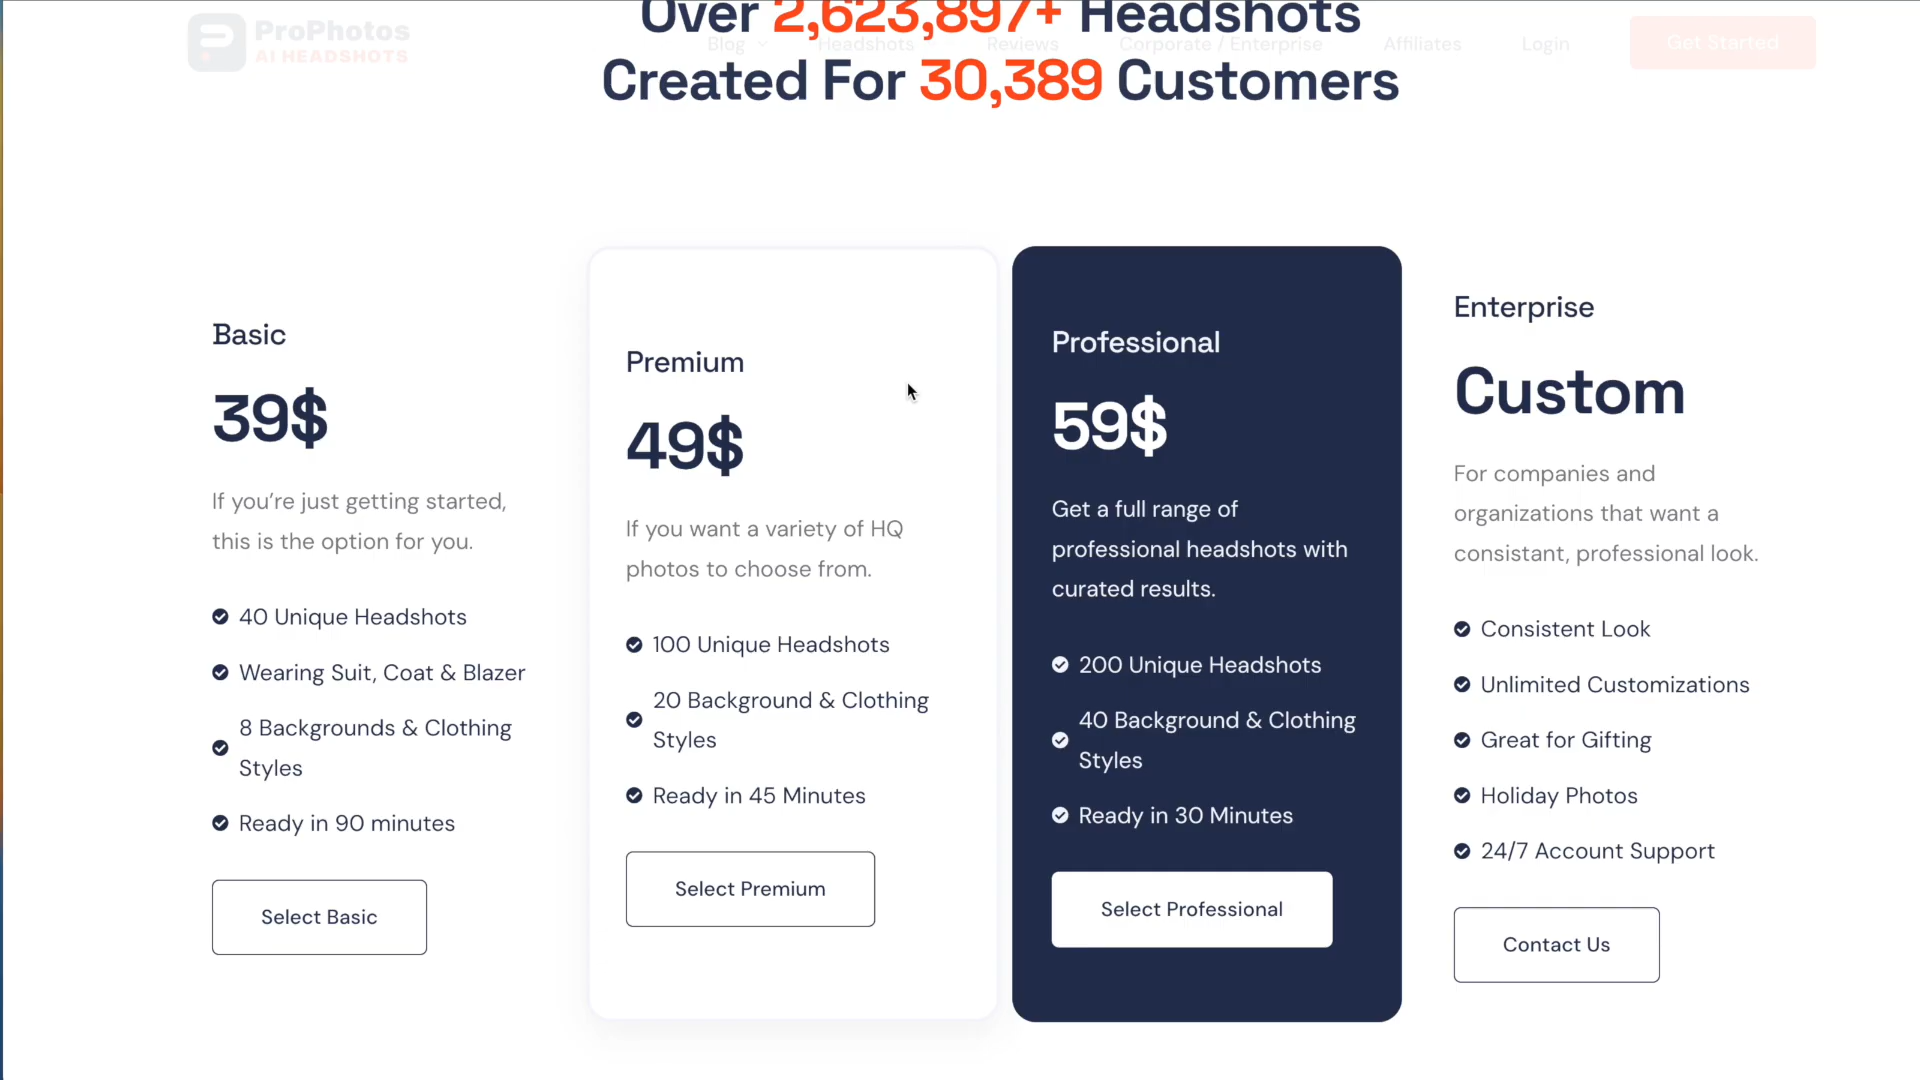 Over 2,623,897+ Headshots
ProPhotos
AI HEADSHOTS
Blog
Headshots
Reviews
Corporate / Enterprise
Affiliates
Login
Get Started
Created For 30,389 Customers
Basic
39$
If you’re just getting started,
this is the option for you.
40 Unique Headshots
Wearing Suit, Coat & Blazer
8 Backgrounds & Clothing
Styles
Ready in 90 minutes
Select Basic
Premium
49$
If you want a variety of HQ
photos to choose from.
100 Unique Headshots
20 Background & Clothing
Styles
Ready in 45 Minutes
Select Premium
Professional
59$
Get a full range of
professional headshots with
curated results.
200 Unique Headshots
40 Background & Clothing
Styles
Ready in 30 Minutes
Select Professional
Enterprise
Custom
For companies and
organizations that want a
consistant, professional look.
Consistent Look
Unlimited Customizations
Great for Gifting
Holiday Photos
24/7 Account Support
Contact Us